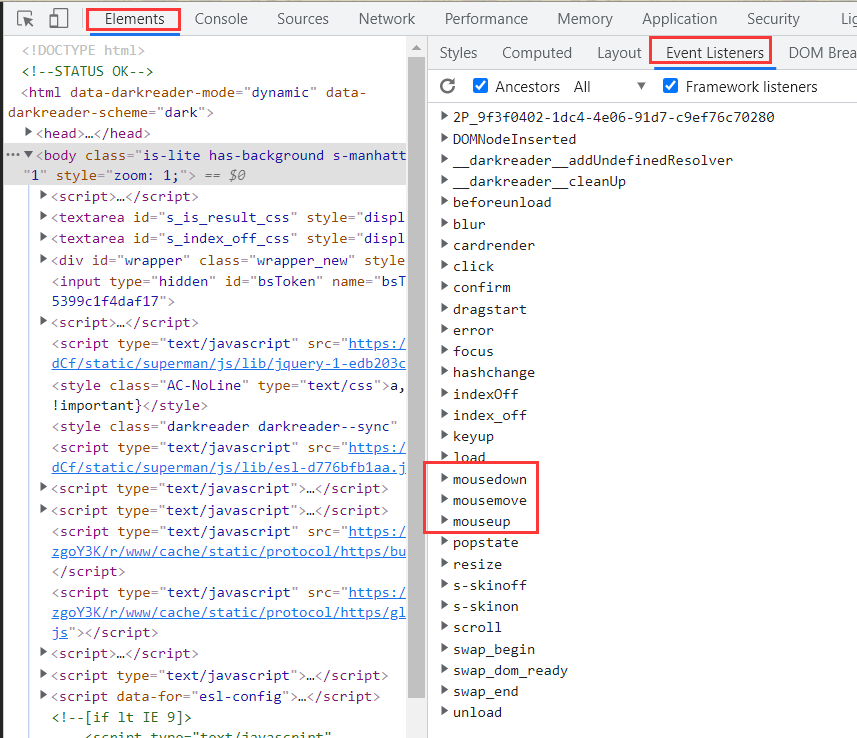 Elements Console Sources Network Performance Memory Application Security Lig
<!DOCTYPE html>
<!--STATUS OK-->
<html data-darkreader-mode="dynamic" data-
darkreader-scheme="dark">
<head>…</head>
<body class="is-lite has-background s-manhatt
"1" style="zoom: 1;"> == $0
<script>…</script>
<textarea id="s_is_result_css" style="displ
<textarea id="s_index_off_css" style="displ
<div id="wrapper" class="wrapper_new" style
<input type="hidden" id="bsToken" name="bsT
5399c1f4daf17">
<script>…</script>
<script type="text/javascript" src="https:/
dCf/static/superman/js/lib/jquery-1-edb203c
<style class="AC-NoLine" type="text/css">a,
!important}</style>
<style class="darkreader darkreader--sync"
<script type="text/javascript" src="https:/
dCf/static/superman/js/lib/esl-d776bfb1aa.j
<script type="text/javascript">…</script>
<script type="text/javascript">…</script>
<script type="text/javascript" src="https:/
zgoY3K/r/www/cache/static/protocol/https/bu
</script>
<script type="text/javascript" src="https:/
zgoY3K/r/www/cache/static/protocol/https/gl
js"></script>
<script>…</script>
<script type="text/javascript">…</script>
<script data-for="esl-config">…</script>
<!--[if lt IE 9]>
<script type="text/javascript"
Styles Computed Layout Event Listeners DOM Brea
Ancestors All Framework listeners
2P_9f3f0402-1dc4-4e06-91d7-c9ef76c70280
DOMNodeInserted
__darkreader__addUndefinedResolver
__darkreader__cleanUp
beforeunload
blur
cardrender
click
confirm
dragstart
error
focus
hashchange
indexOff
index_off
keyup
load
mousedown
mousemove
mouseup
popstate
resize
s-skinoff
s-skinon
scroll
swap_begin
swap_dom_ready
swap_end
unload